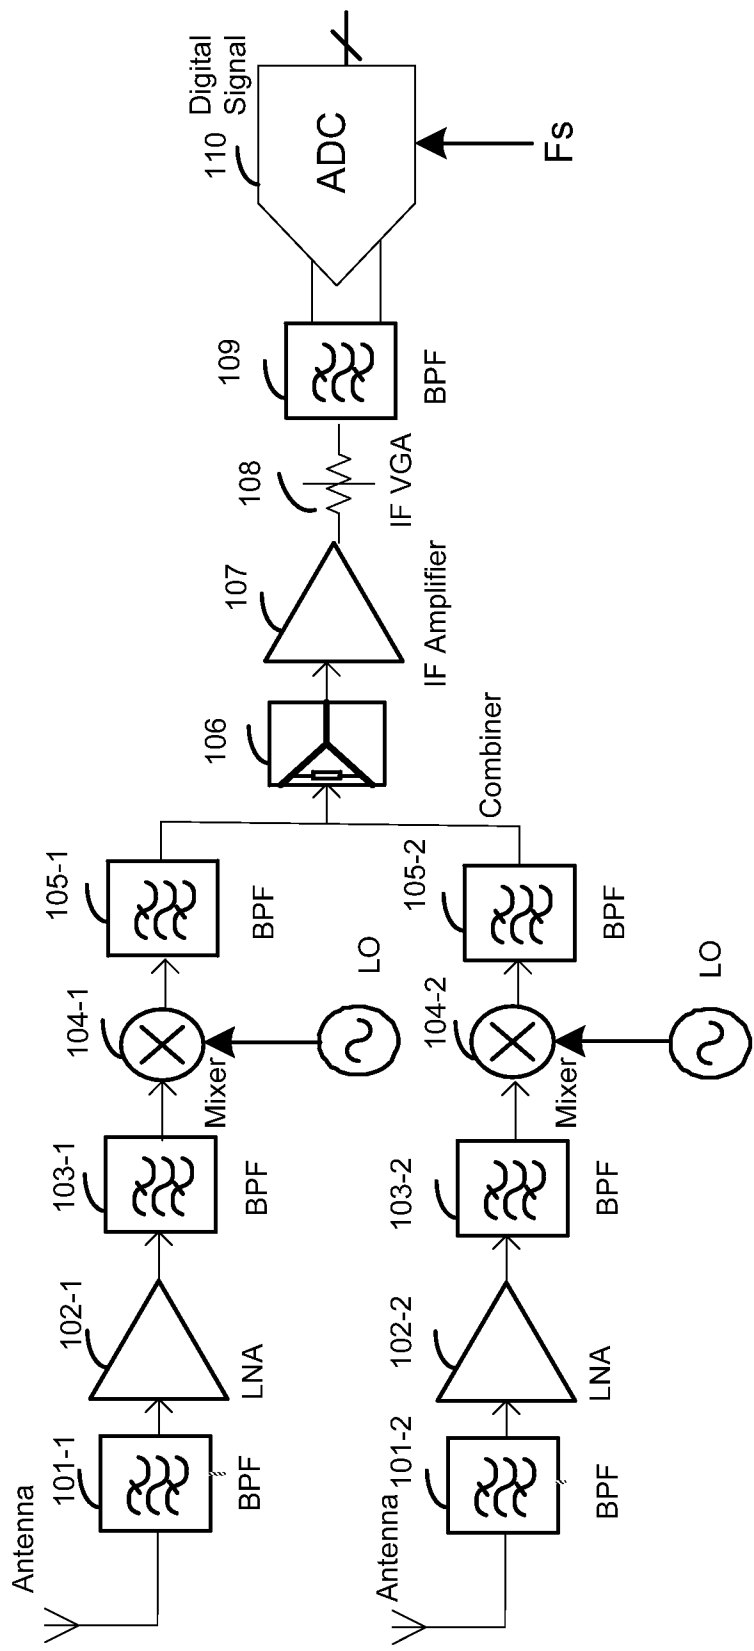 Antenna
101-1
BPF
102-1
LNA
103-1
BPF
104-1
Mixer
LO
105-1
BPF
Antenna
101-2
BPF
102-2
LNA
103-2
BPF
104-2
Mixer
LO
105-2
BPF
Combiner
106
107
IF Amplifier
108
IF VGA
109
BPF
110
ADC
Digital
Signal
Fs